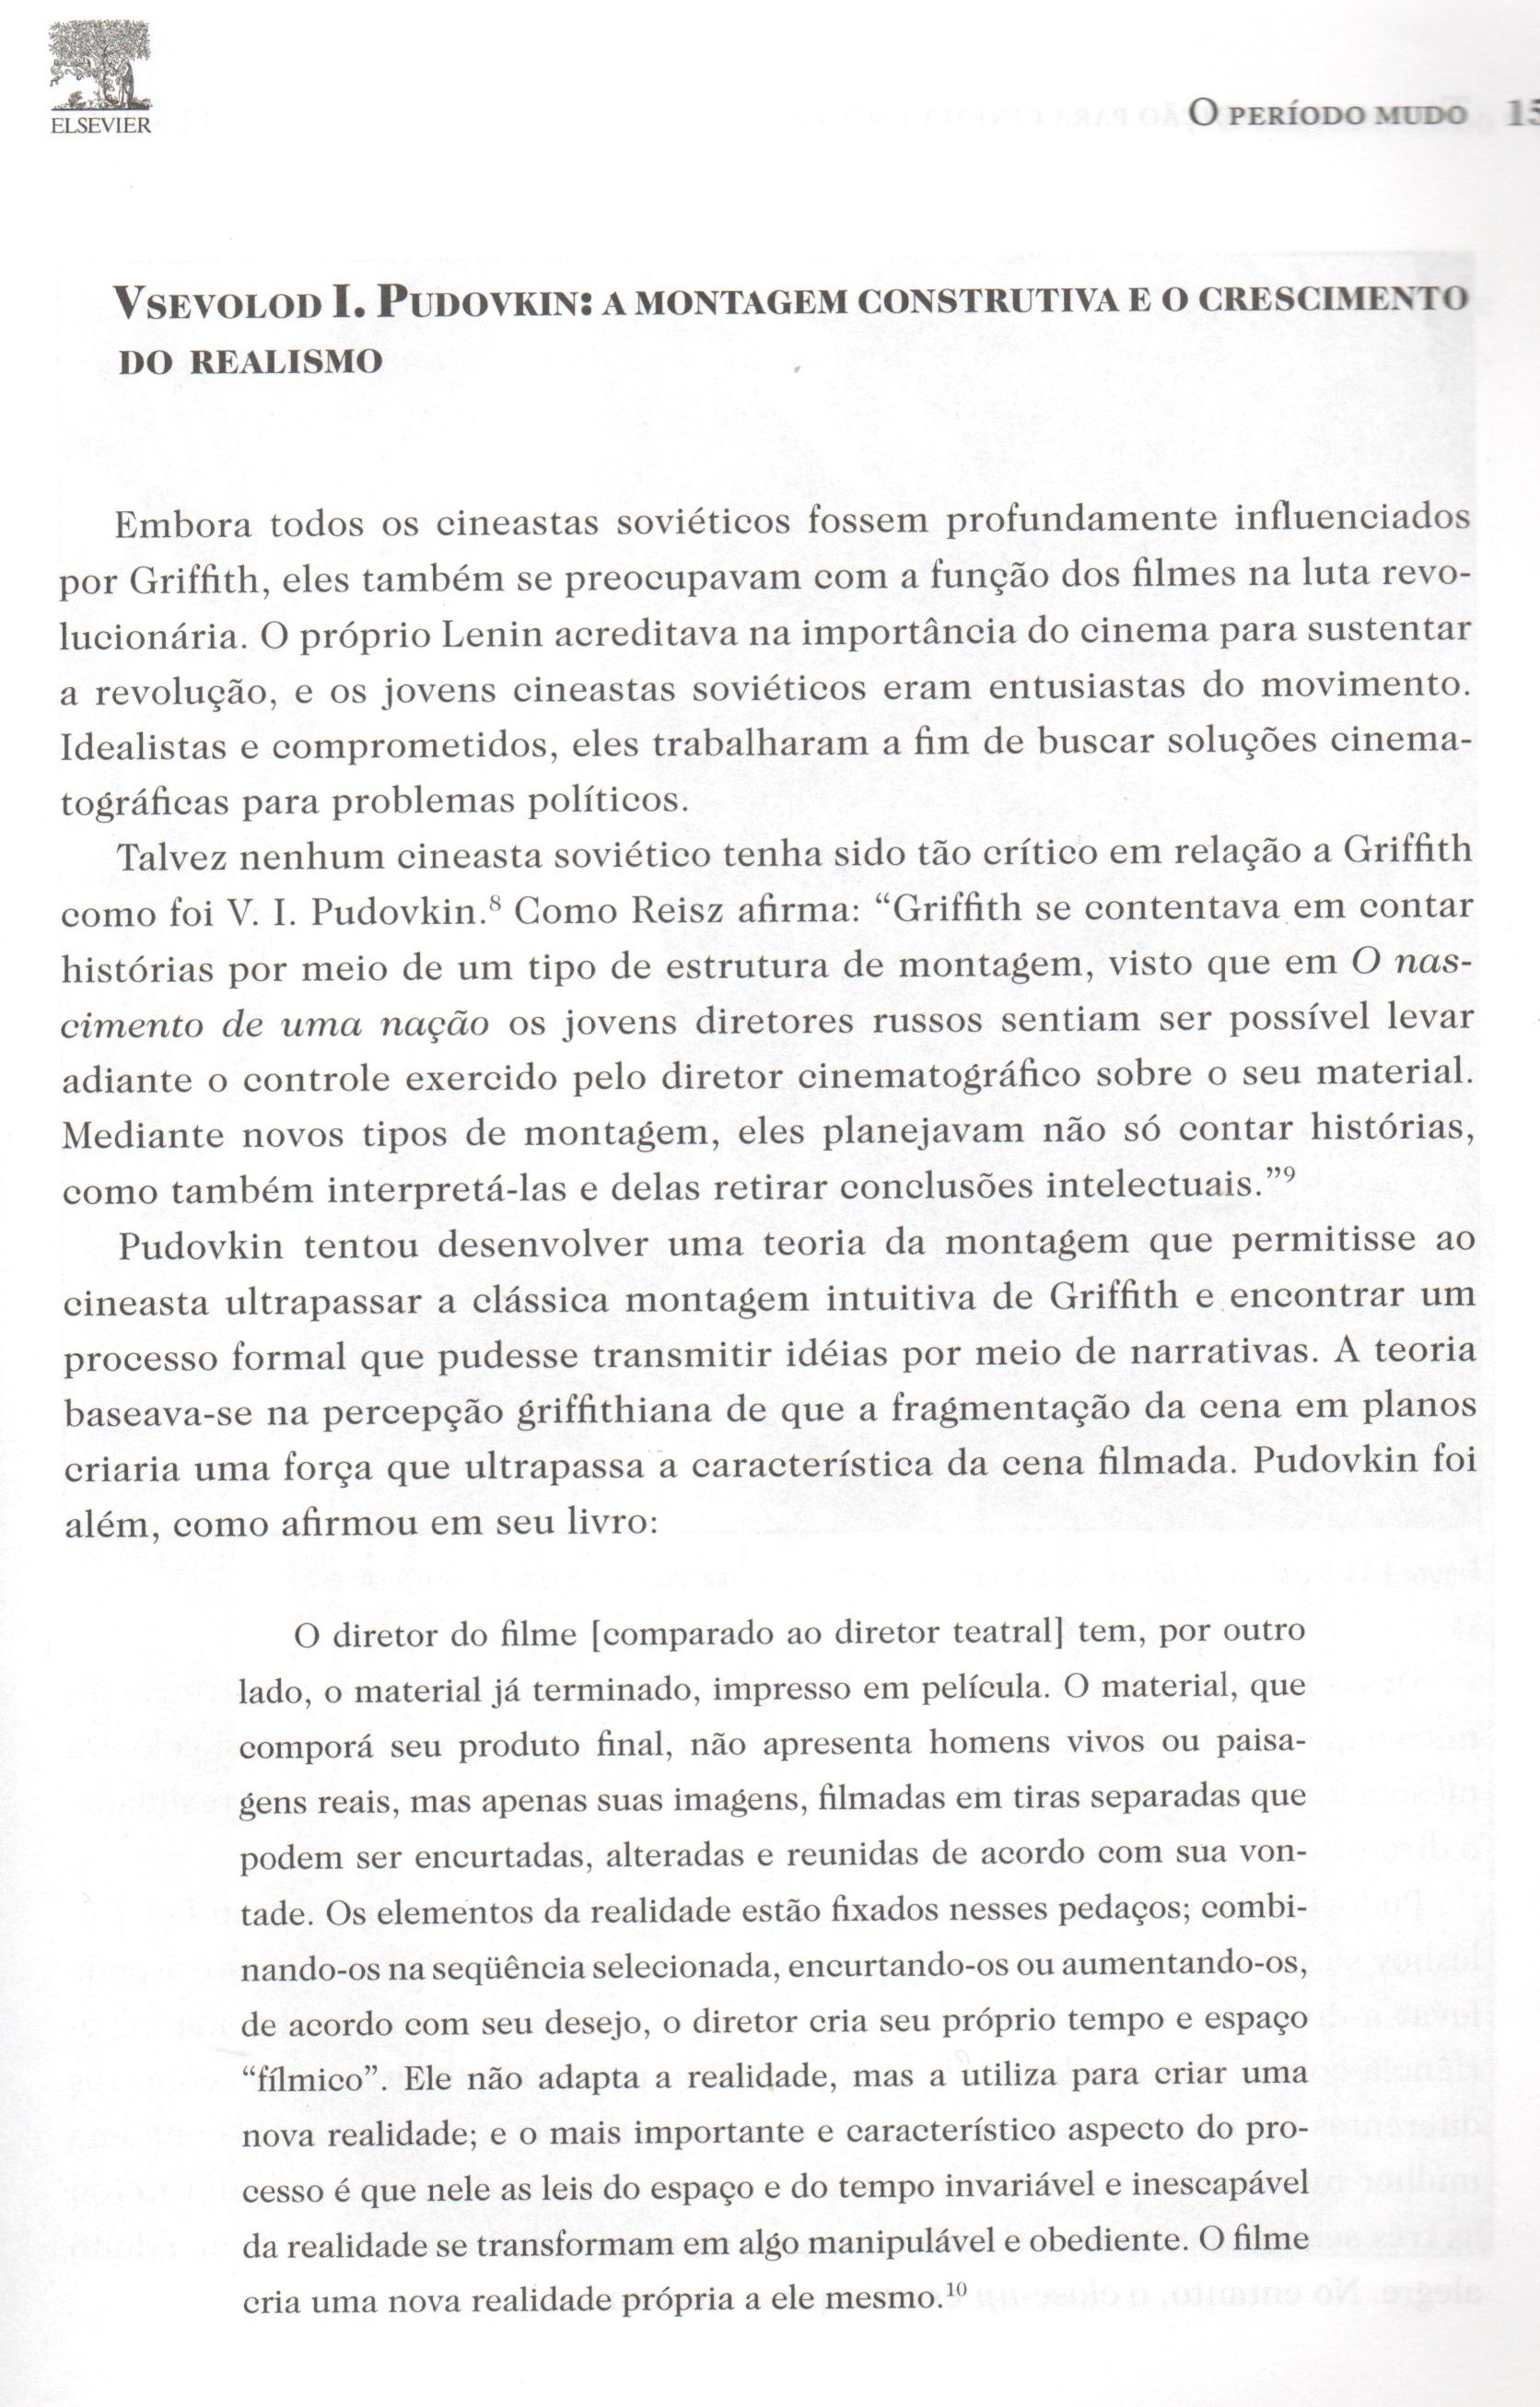 ELSEVIER
O PERÍODO MUDO 15
VSEVOLOD I. PUDOVKIN: A MONTAGEM CONSTRUTIVA E O CRESCIMENTO
DO REALISMO
Embora todos os cineastas soviéticos fossem profundamente influenciados
por Griffith, eles também se preocupavam com a função dos filmes na luta revo-
lucionária. O próprio Lenin acreditava na importância do cinema para sustentar
a revolução, e os jovens cineastas soviéticos eram entusiastas do movimento.
Idealistas e comprometidos, eles trabalharam a fim de buscar soluções cinema-
tográficas para problemas políticos.
Talvez nenhum cineasta soviético tenha sido tão crítico em relação a Griffith
como foi V. I. Pudovkin.⁸ Como Reisz afirma: “Griffith se contentava em contar
histórias por meio de um tipo de estrutura de montagem, visto que em O nas-
cimento de uma nação os jovens diretores russos sentiam ser possível levar
adiante o controle exercido pelo diretor cinematográfico sobre o seu material.
Mediante novos tipos de montagem, eles planejavam não só contar histórias,
como também interpretá-las e delas retirar conclusões intelectuais.”⁹
Pudovkin tentou desenvolver uma teoria da montagem que permitisse ao
cineasta ultrapassar a clássica montagem intuitiva de Griffith e encontrar um
processo formal que pudesse transmitir idéias por meio de narrativas. A teoria
baseava-se na percepção griffithiana de que a fragmentação da cena em planos
criaria uma força que ultrapassa a característica da cena filmada. Pudovkin foi
além, como afirmou em seu livro:
O diretor do filme [comparado ao diretor teatral] tem, por outro
lado, o material já terminado, impresso em película. O material, que
comporá seu produto final, não apresenta homens vivos ou paisa-
gens reais, mas apenas suas imagens, filmadas em tiras separadas que
podem ser encurtadas, alteradas e reunidas de acordo com sua von-
tade. Os elementos da realidade estão fixados nesses pedaços; combi-
nando-os na seqüência selecionada, encurtando-os ou aumentando-os,
de acordo com seu desejo, o diretor cria seu próprio tempo e espaço
“fílmico”. Ele não adapta a realidade, mas a utiliza para criar uma
nova realidade; e o mais importante e característico aspecto do pro-
cesso é que nele as leis do espaço e do tempo invariável e inescapável
da realidade se transformam em algo manipulável e obediente. O filme
cria uma nova realidade própria a ele mesmo.¹⁰